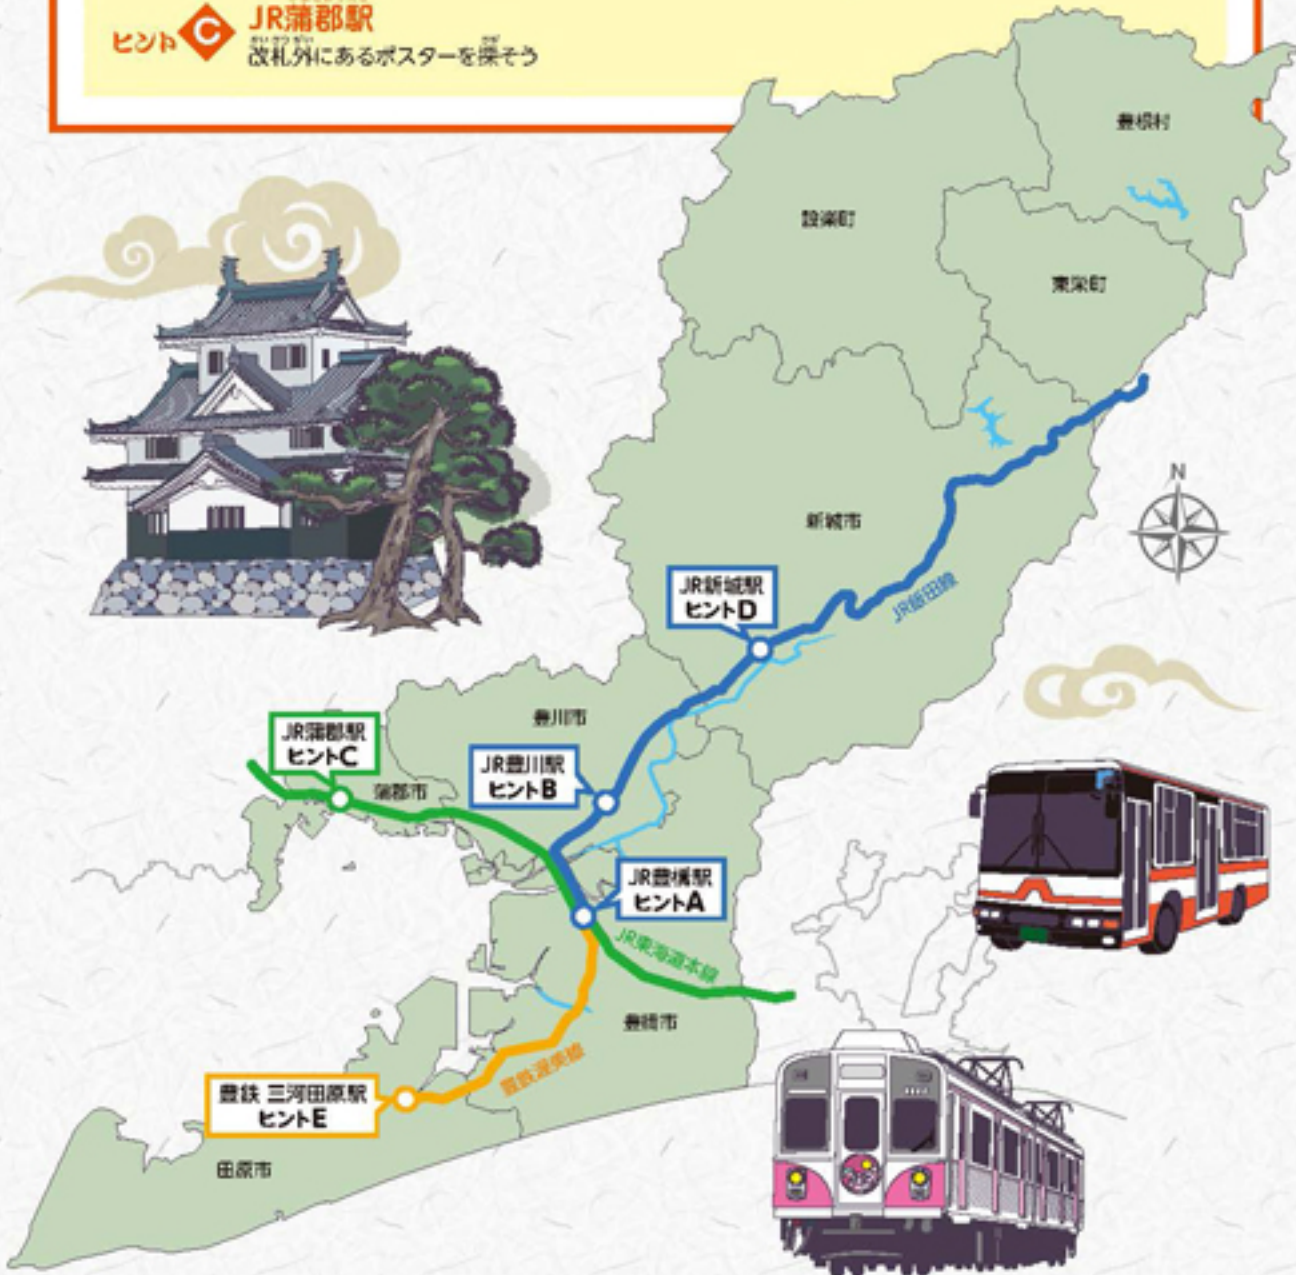 ヒントC
JR蒲郡駅
改札外にあるポスターを探そう
豊根村
設楽町
東栄町
N
新城市
JR新城駅
ヒントD
JR飯田線
豊川市
JR蒲郡駅
ヒントC
蒲郡市
JR豊川駅
ヒントB
JR豊橋駅
ヒントA
JR東海道本線
豊橋市
豊鉄渥美線
豊鉄 三河田原駅
ヒントE
田原市